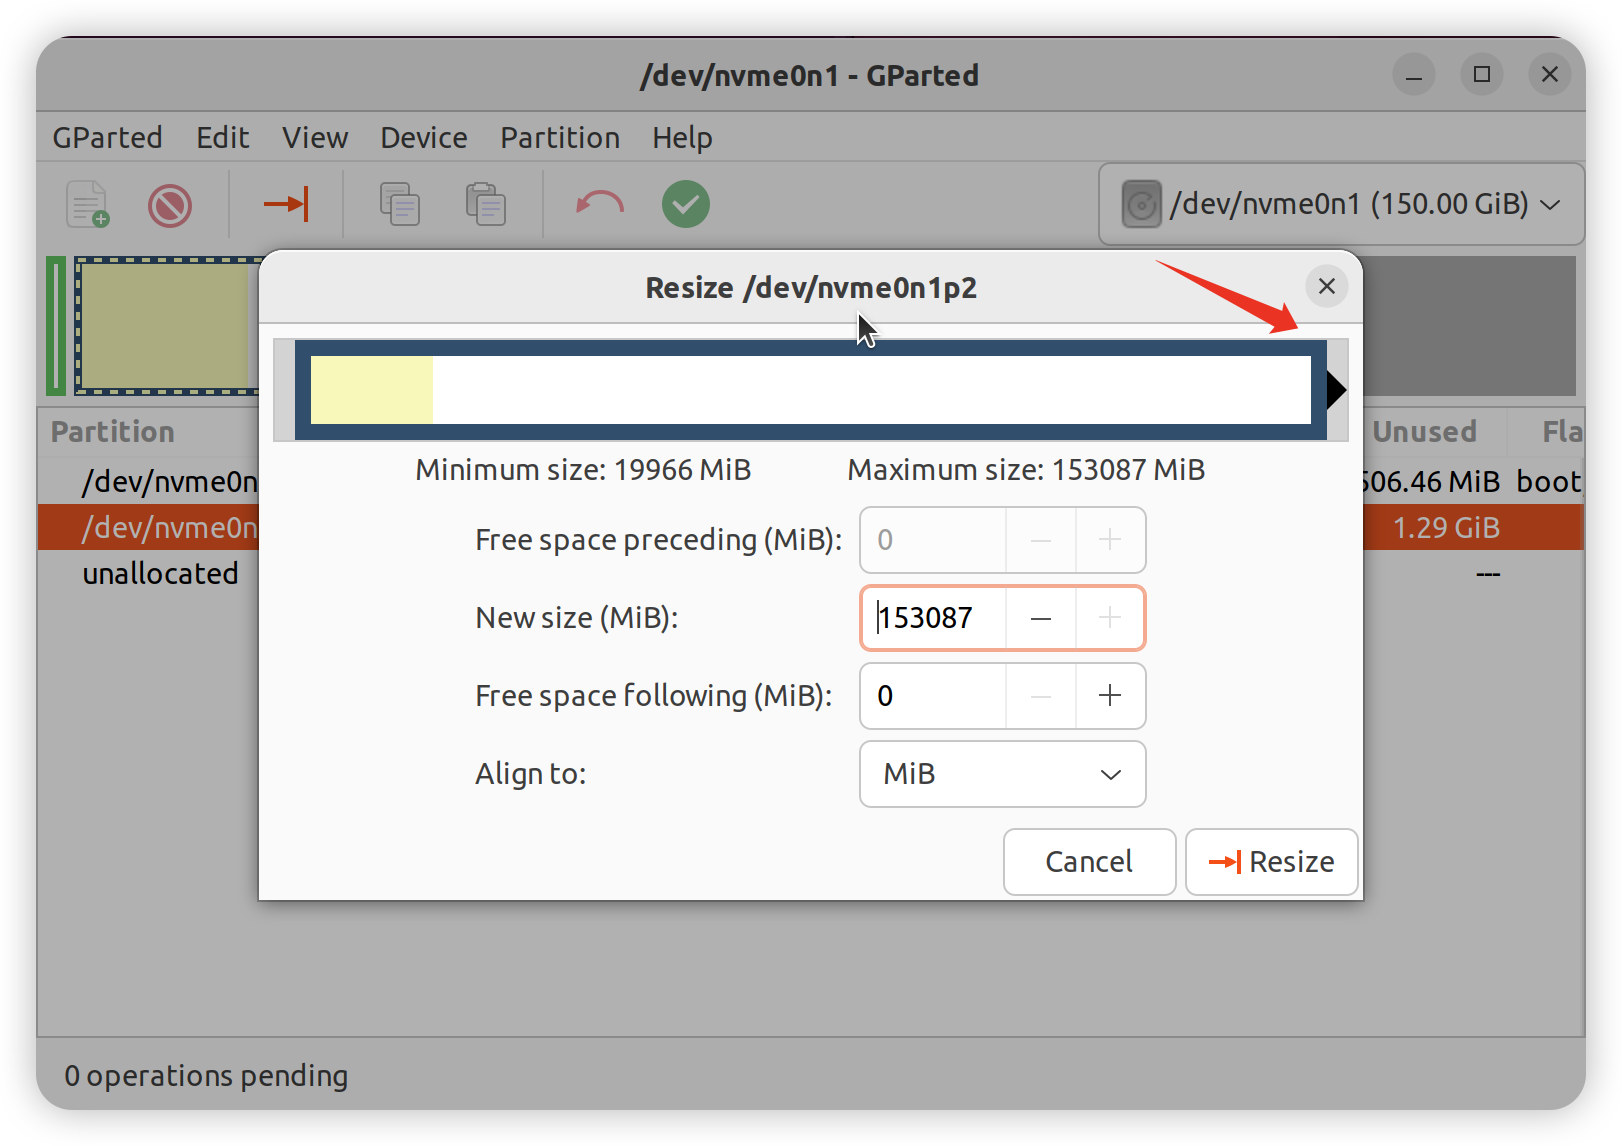 /dev/nvme0n1 - GParted
GParted Edit View Device Partition Help
/dev/nvme0n1 (150.00 GiB)
Resize /dev/nvme0n1p2
Minimum size: 19966 MiB Maximum size: 153087 MiB
Free space preceding (MiB): 0
New size (MiB): 153087
Free space following (MiB): 0
Align to: MiB
Cancel Resize
Partition Unused Fla
/dev/nvme0n 506.46 MiB boot
/dev/nvme0n 1.29 GiB
unallocated ---
0 operations pending